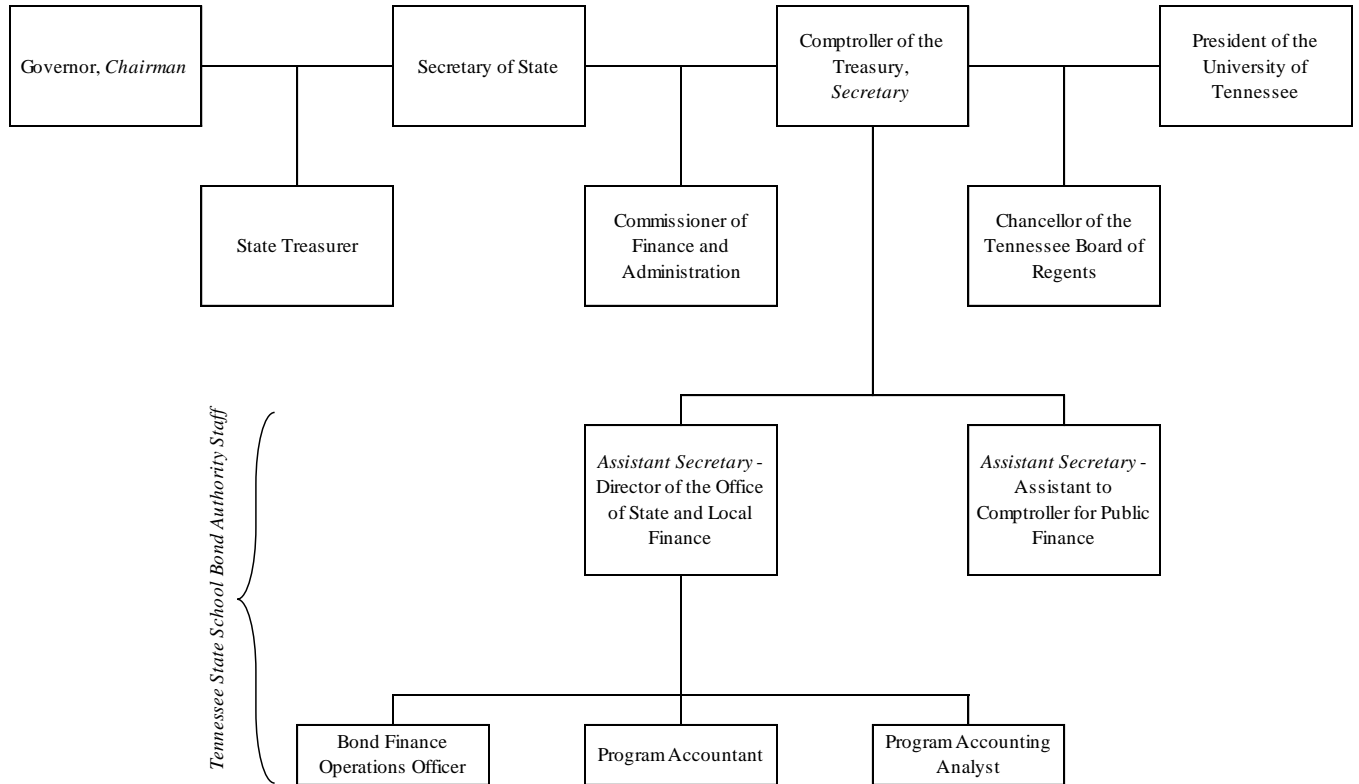 Governor, Chairman
Secretary of State
Comptroller of the
Treasury,
Secretary
President of the
University of
Tennessee
State Treasurer
Commissioner of
Finance and
Administration
Chancellor of the
Tennessee Board of
Regents
Tennessee State School Bond Authority Staff
Assistant Secretary -
Director of the Office
of State and Local
Finance
Assistant Secretary -
Assistant to
Comptroller for Public
Finance
Bond Finance
Operations Officer
Program Accountant
Program Accounting
Analyst